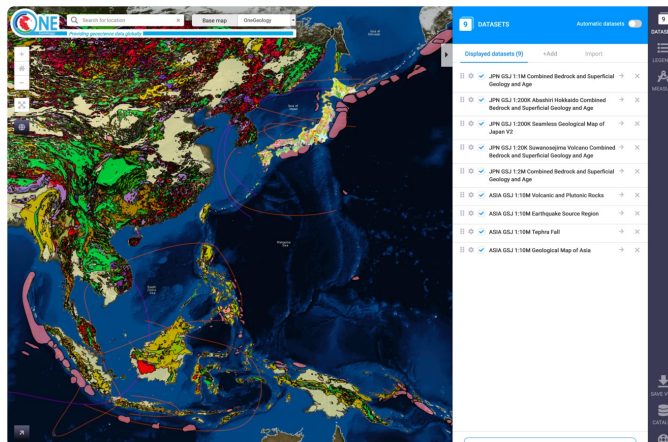 ONE
Search for location
Base map
OneGeology
Providing geoscience data globally
9 DATASETS
Automatic datasets
Displayed datasets (9)
+Add
Import
JPN GSJ 1:1M Combined Bedrock and Superficial
Geology and Age
JPN GSJ 1:200K Abashiri Hokkaido Combined
Bedrock and Superficial Geology and Age
JPN GSJ 1:200K Seamless Geological Map of
Japan V2
JPN GSJ 1:20K Suwanosejima Volcano Combined
Bedrock and Superficial Geology and Age
JPN GSJ 1:2M Combined Bedrock and Superficial
Geology and Age
ASIA GSJ 1:10M Volcanic and Plutonic Rocks
ASIA GSJ 1:10M Earthquake Source Region
ASIA GSJ 1:10M Tephra Fall
ASIA GSJ 1:10M Geological Map of Asia
9
DATASE
LEGEN
MEASU
SAVE V
CATAL